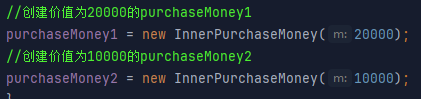 //创建价值为20000的purchaseMoney1
purchaseMoney1 = new InnerPurchaseMoney( m: 20000);
//创建价值为10000的purchaseMoney2
purchaseMoney2 = new InnerPurchaseMoney( m: 10000);
}